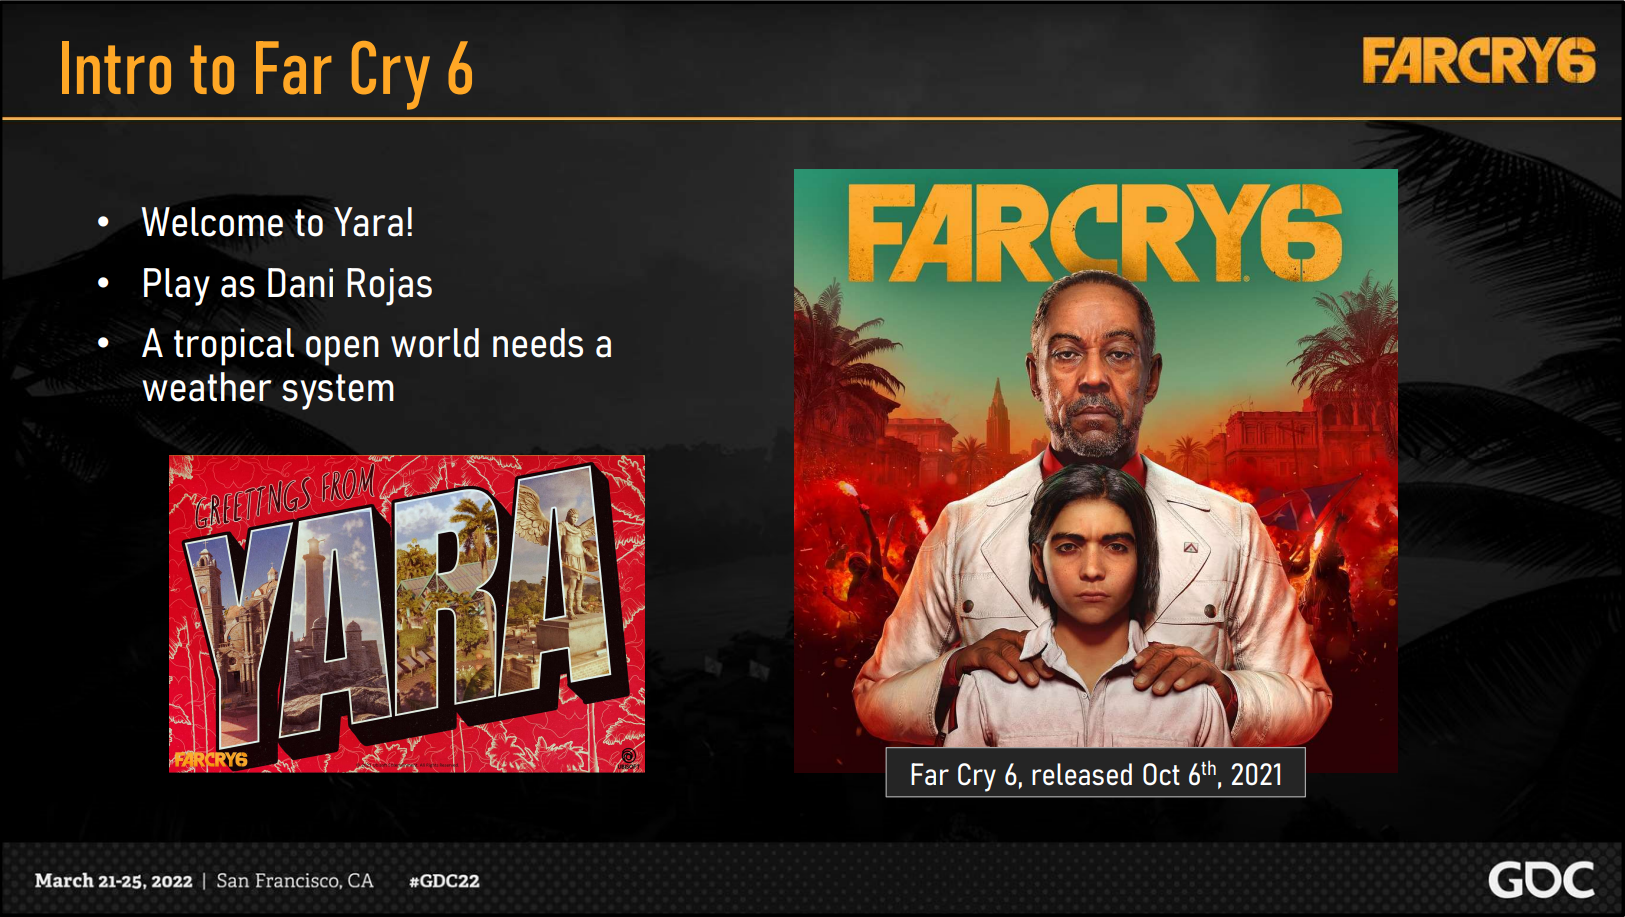 Intro to Far Cry 6
FARCRY6
• Welcome to Yara!
• Play as Dani Rojas
• A tropical open world needs a
weather system
GREETINGS FROM
YARA
FARCRY6
UBISOFT
FARCRY6
Far Cry 6, released Oct 6th, 2021
March 21-25, 2022 | San Francisco, CA #GDC22
GDC